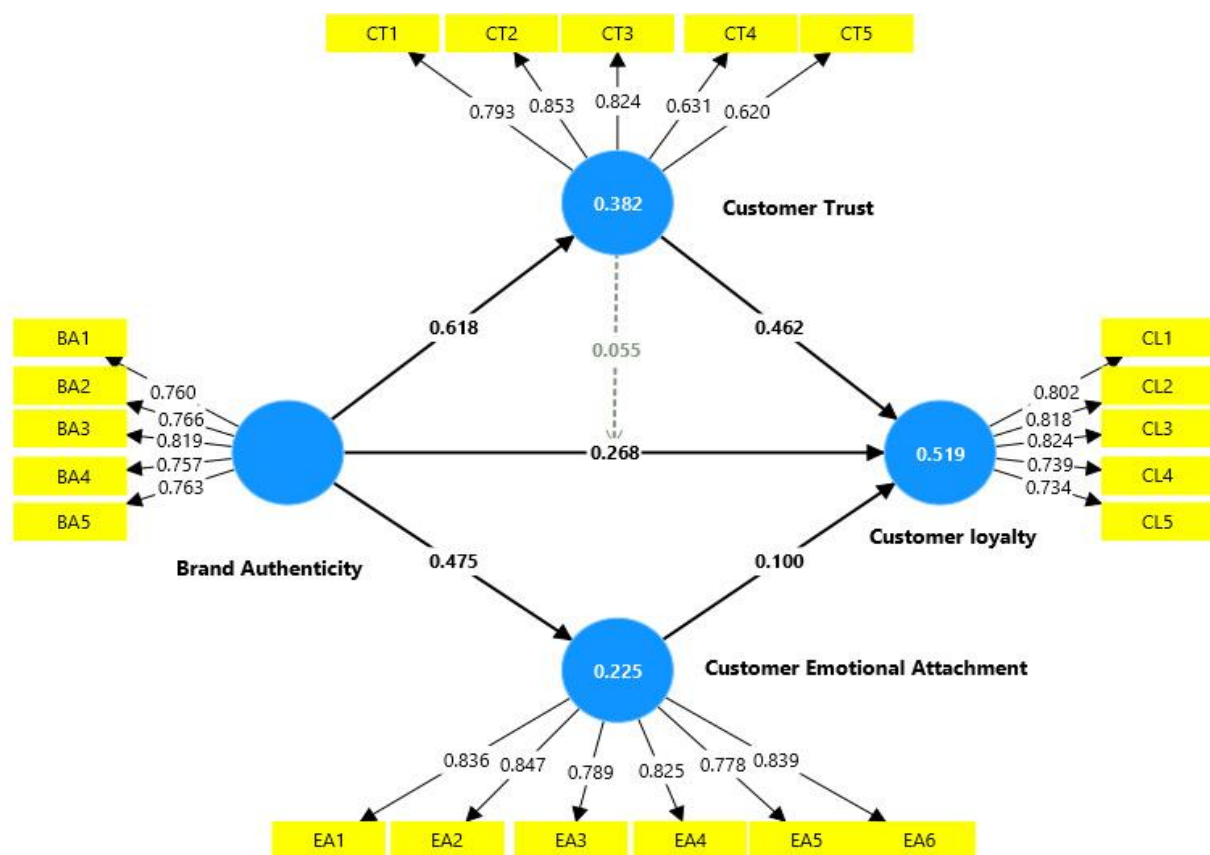 CT1 CT2 CT3 CT4 CT5
0.793 0.853 0.824 0.631 0.620
0.382
Customer Trust
0.618
0.462
0.055
BA1
BA2
BA3
BA4
BA5
0.760
0.766
0.819
0.757
0.763
Brand Authenticity
0.268
0.519
Customer loyalty
0.802
0.818
0.824
0.739
0.734
CL1
CL2
CL3
CL4
CL5
0.475
0.100
0.225
Customer Emotional Attachment
0.836 0.847 0.789 0.825 0.778 0.839
EA1 EA2 EA3 EA4 EA5 EA6